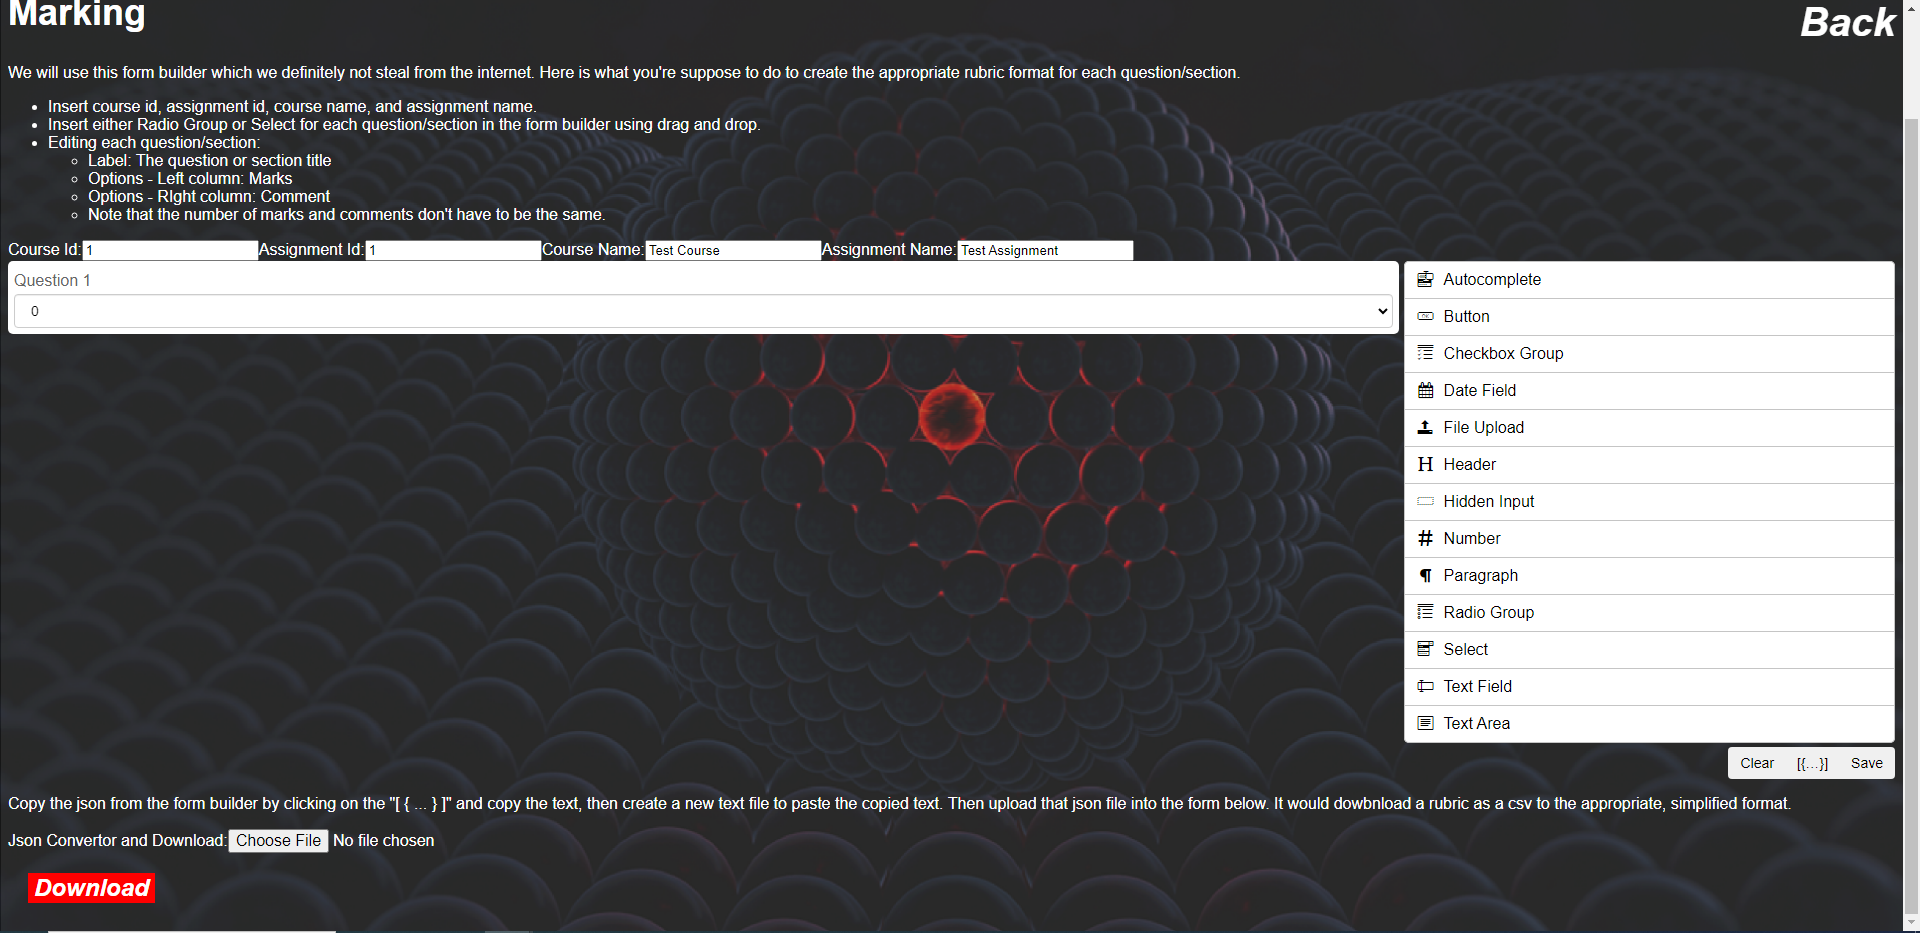 Marking
Back
We will use this form builder which we definitely not steal from the internet. Here is what you're suppose to do to create the appropriate rubric format for each question/section.
Insert course id, assignment id, course name, and assignment name.
Insert either Radio Group or Select for each question/section in the form builder using drag and drop.
Editing each question/section:
Label: The question or section title
Options - Left column: Marks
Options - RIght column: Comment
Note that the number of marks and comments don't have to be the same.
Course Id: 1 Assignment Id: 1 Course Name: Test Course Assignment Name: Test Assignment
Question 1
0
Autocomplete
Button
Checkbox Group
Date Field
File Upload
Header
Hidden Input
Number
Paragraph
Radio Group
Select
Text Field
Text Area
Clear [{…}] Save
Copy the json from the form builder by clicking on the "[ { ... } ]" and copy the text, then create a new text file to paste the copied text. Then upload that json file into the form below. It would dowbnload a rubric as a csv to the appropriate, simplified format.
Json Convertor and Download: Choose File No file chosen
Download